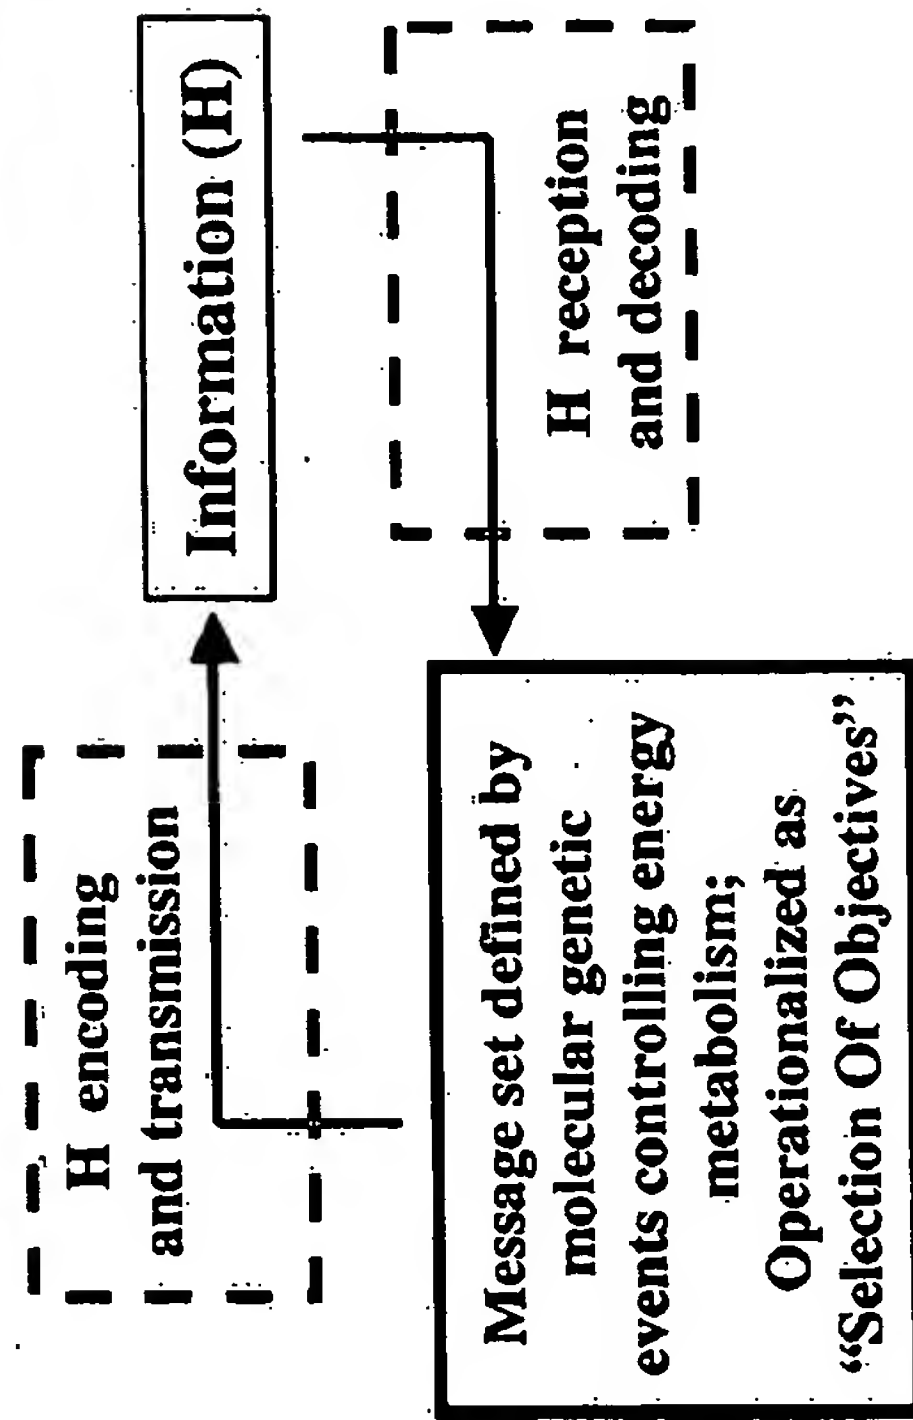 H encoding
and transmission
Information (H)
H reception
and decoding
Message set defined by
molecular genetic
events controlling energy
metabolism;
Operationalized as
“Selection Of Objectives”